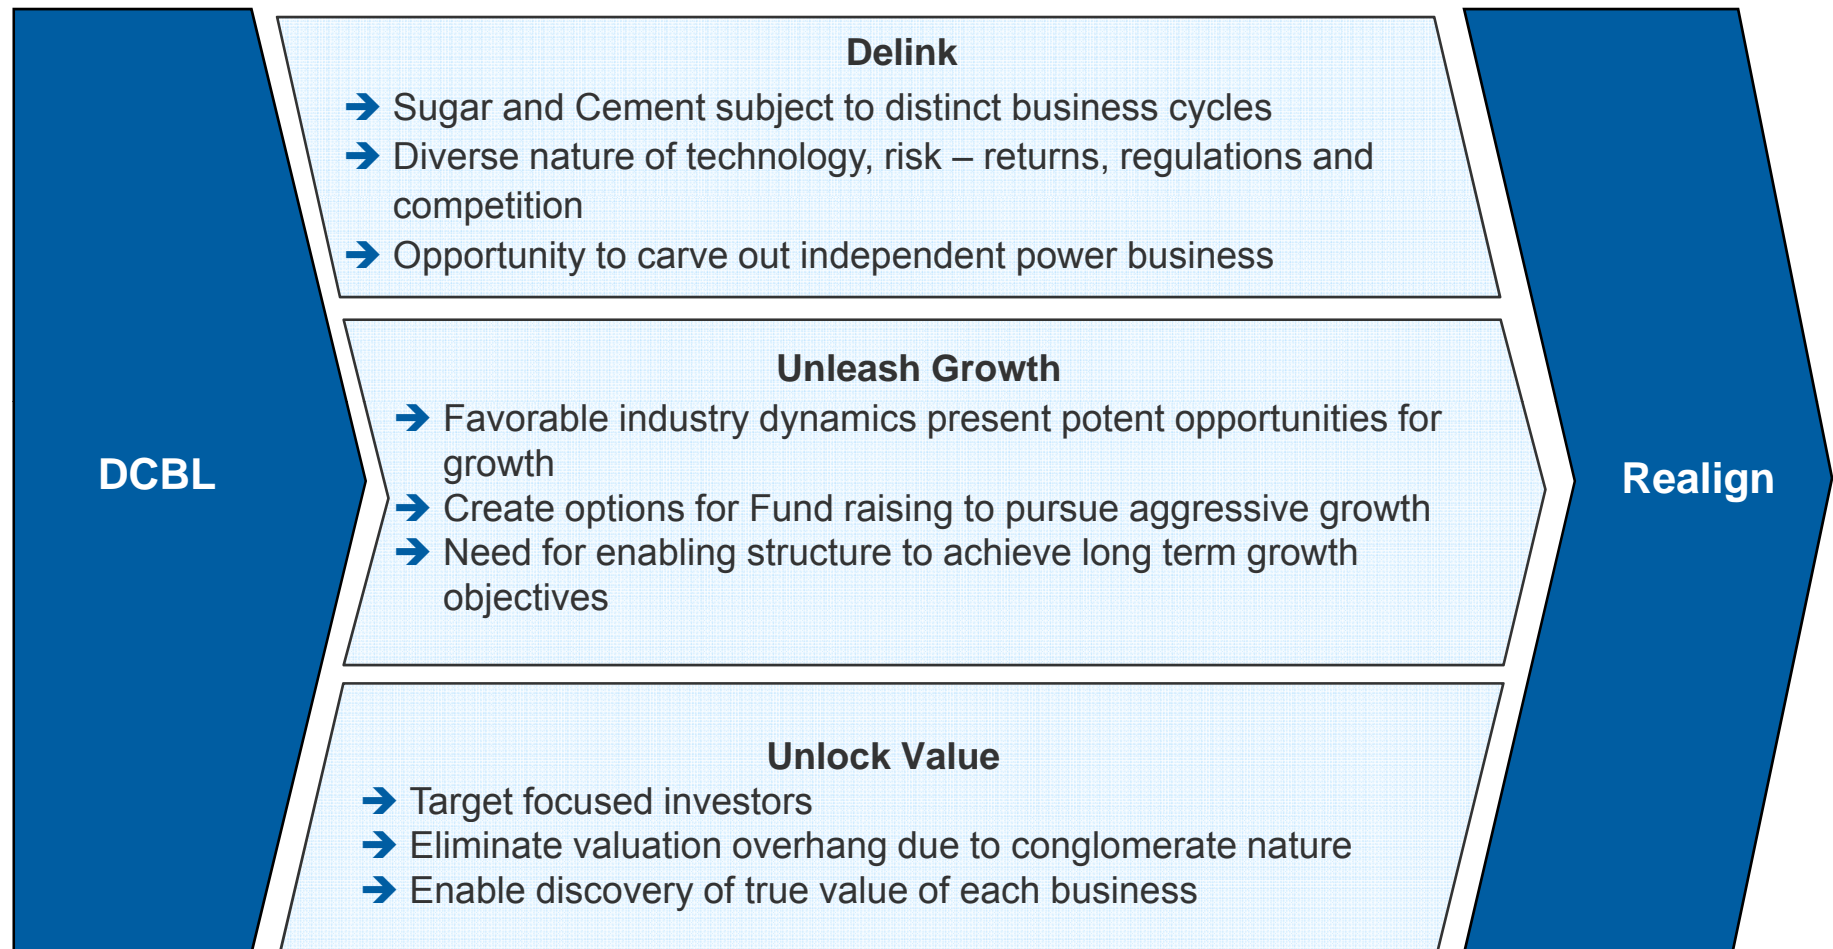 DCBL
Delink
Sugar and Cement subject to distinct business cycles
Diverse nature of technology, risk – returns, regulations and
competition
Opportunity to carve out independent power business
Unleash Growth
Favorable industry dynamics present potent opportunities for
growth
Create options for Fund raising to pursue aggressive growth
Need for enabling structure to achieve long term growth
objectives
Unlock Value
Target focused investors
Eliminate valuation overhang due to conglomerate nature
Enable discovery of true value of each business
Realign